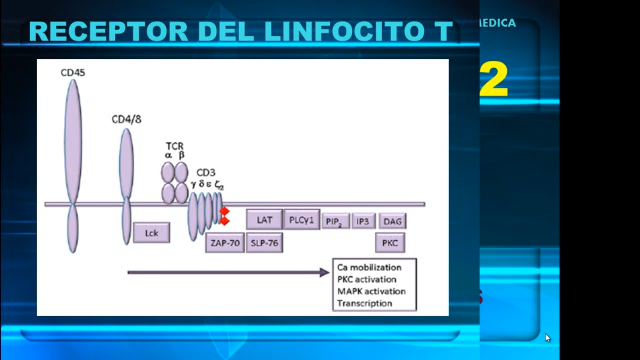 RECEPTOR DEL LINFOCITO T
MEDICA
2
CD45
CD4/8
TCR
α β
CD3
γ δ ε ζ2
Lck
LAT
PLCγ1
PIP2
IP3
DAG
ZAP-70
SLP-76
PKC
Ca mobilization
PKC activation
MAPK activation
Transcription
S